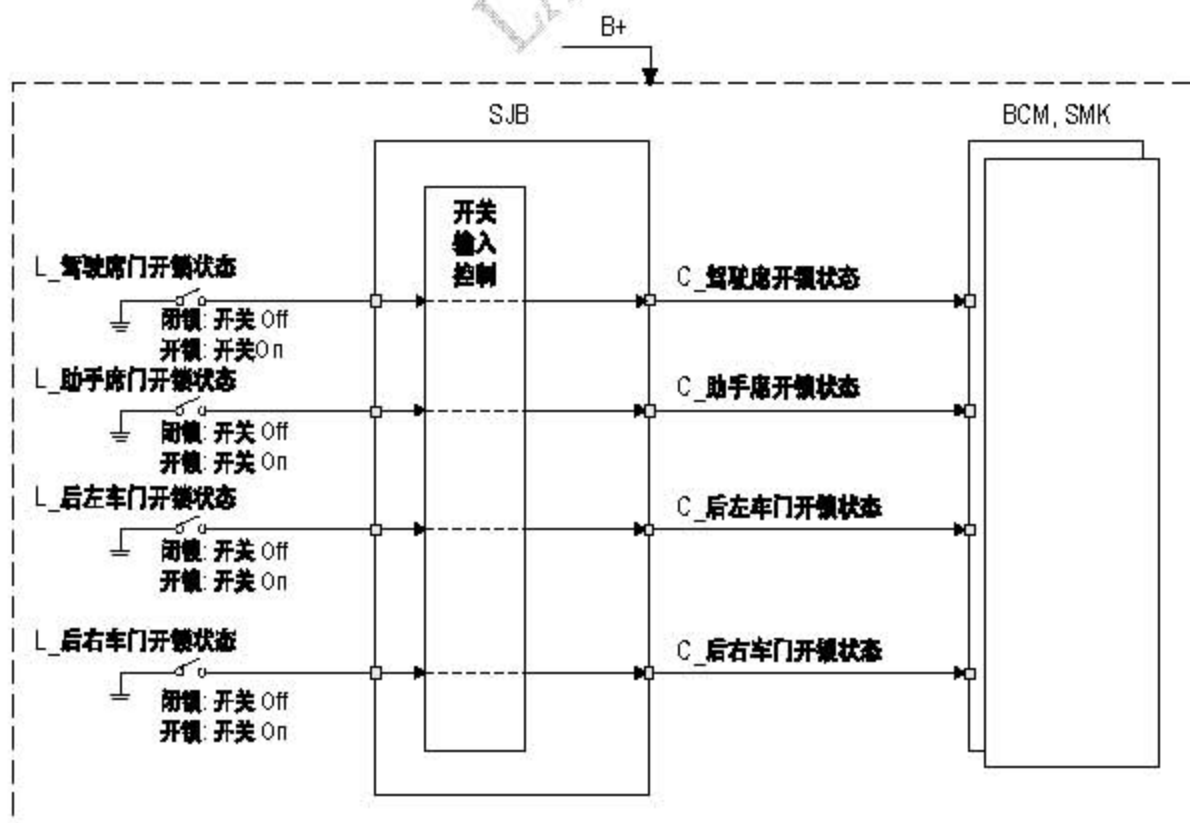 B+
SJB
BCM, SMK
开关
输入
控制
L_驾驶席门开锁状态
闭锁: 开关 Off
开锁: 开关On
C_驾驶席开锁状态
L_助手席门开锁状态
闭锁: 开关 Off
开锁: 开关 On
C_助手席开锁状态
L_后左车门开锁状态
闭锁: 开关 Off
开锁: 开关 On
C_后左车门开锁状态
L_后右车门开锁状态
闭锁: 开关 Off
开锁: 开关 On
C_后右车门开锁状态